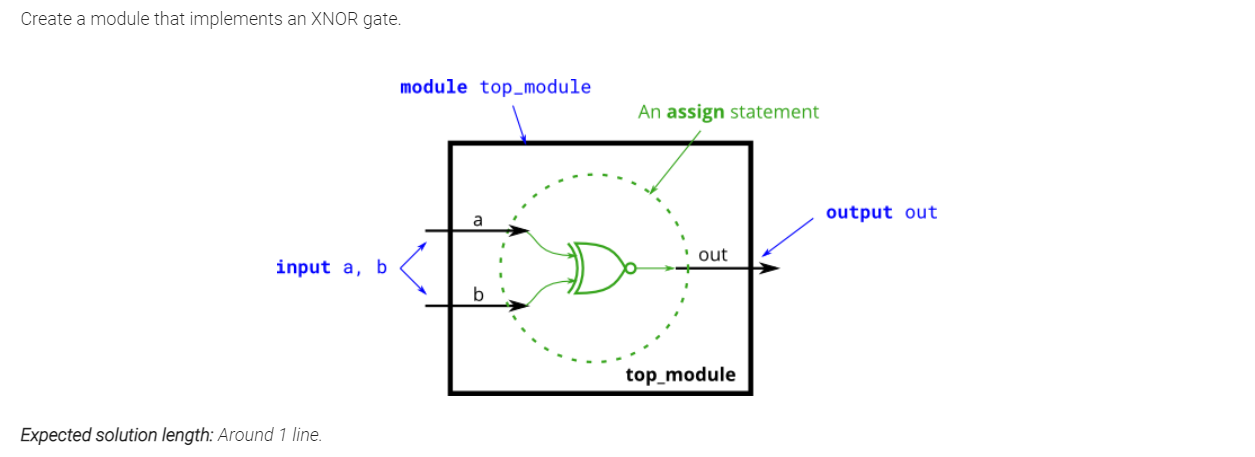 Create a module that implements an XNOR gate.
module top_module
An assign statement
a
output out
out
input a, b
b
top_module
Expected solution length: Around 1 line.